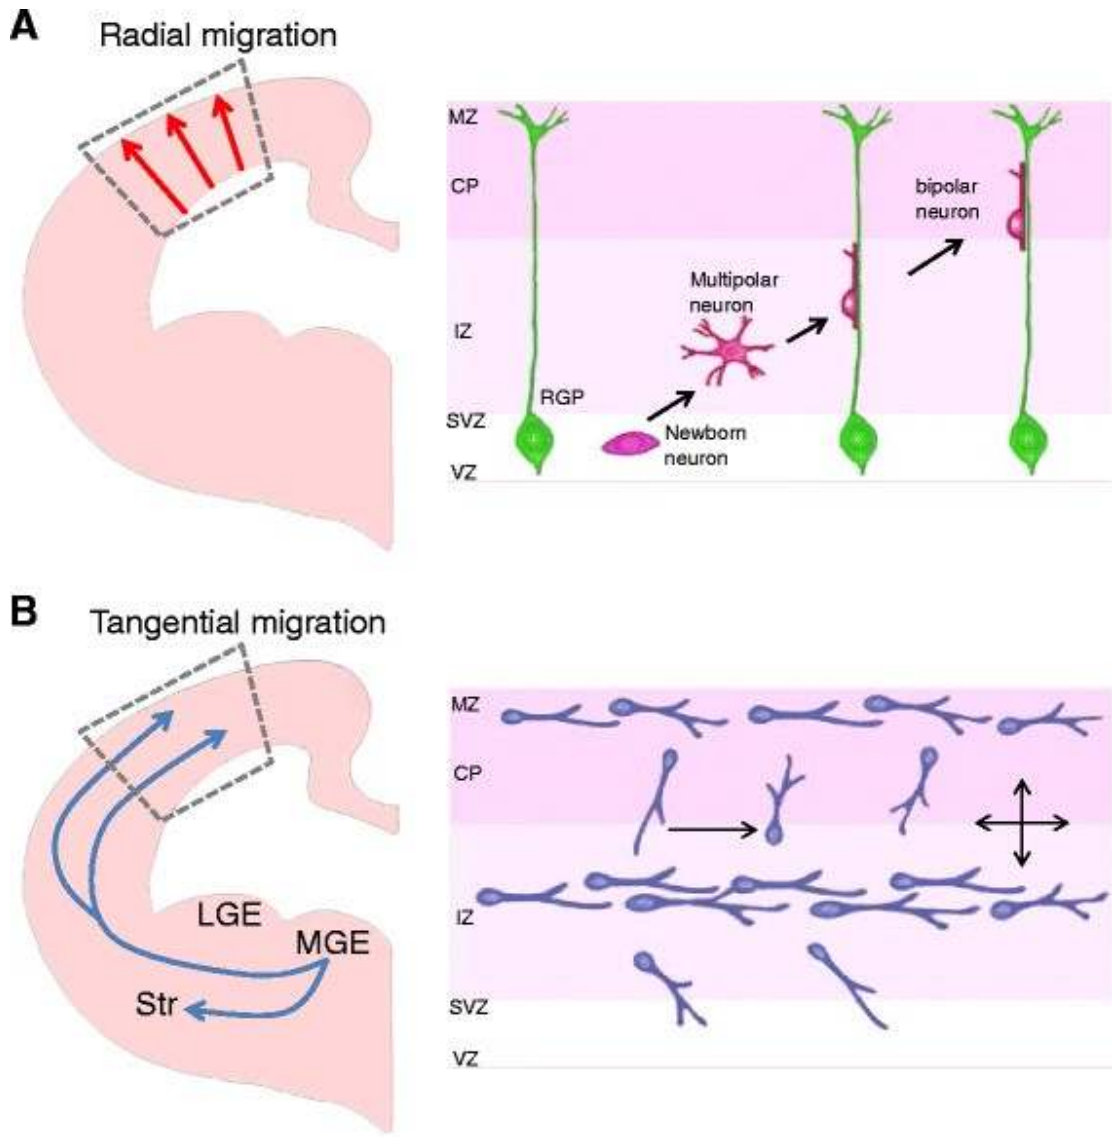 A
Radial migration
MZ
CP
bipolar
neuron
Multipolar
neuron
IZ
RGP
SVZ
Newborn
neuron
VZ
B
Tangential migration
MZ
CP
LGE
MGE
IZ
Str
SVZ
VZ